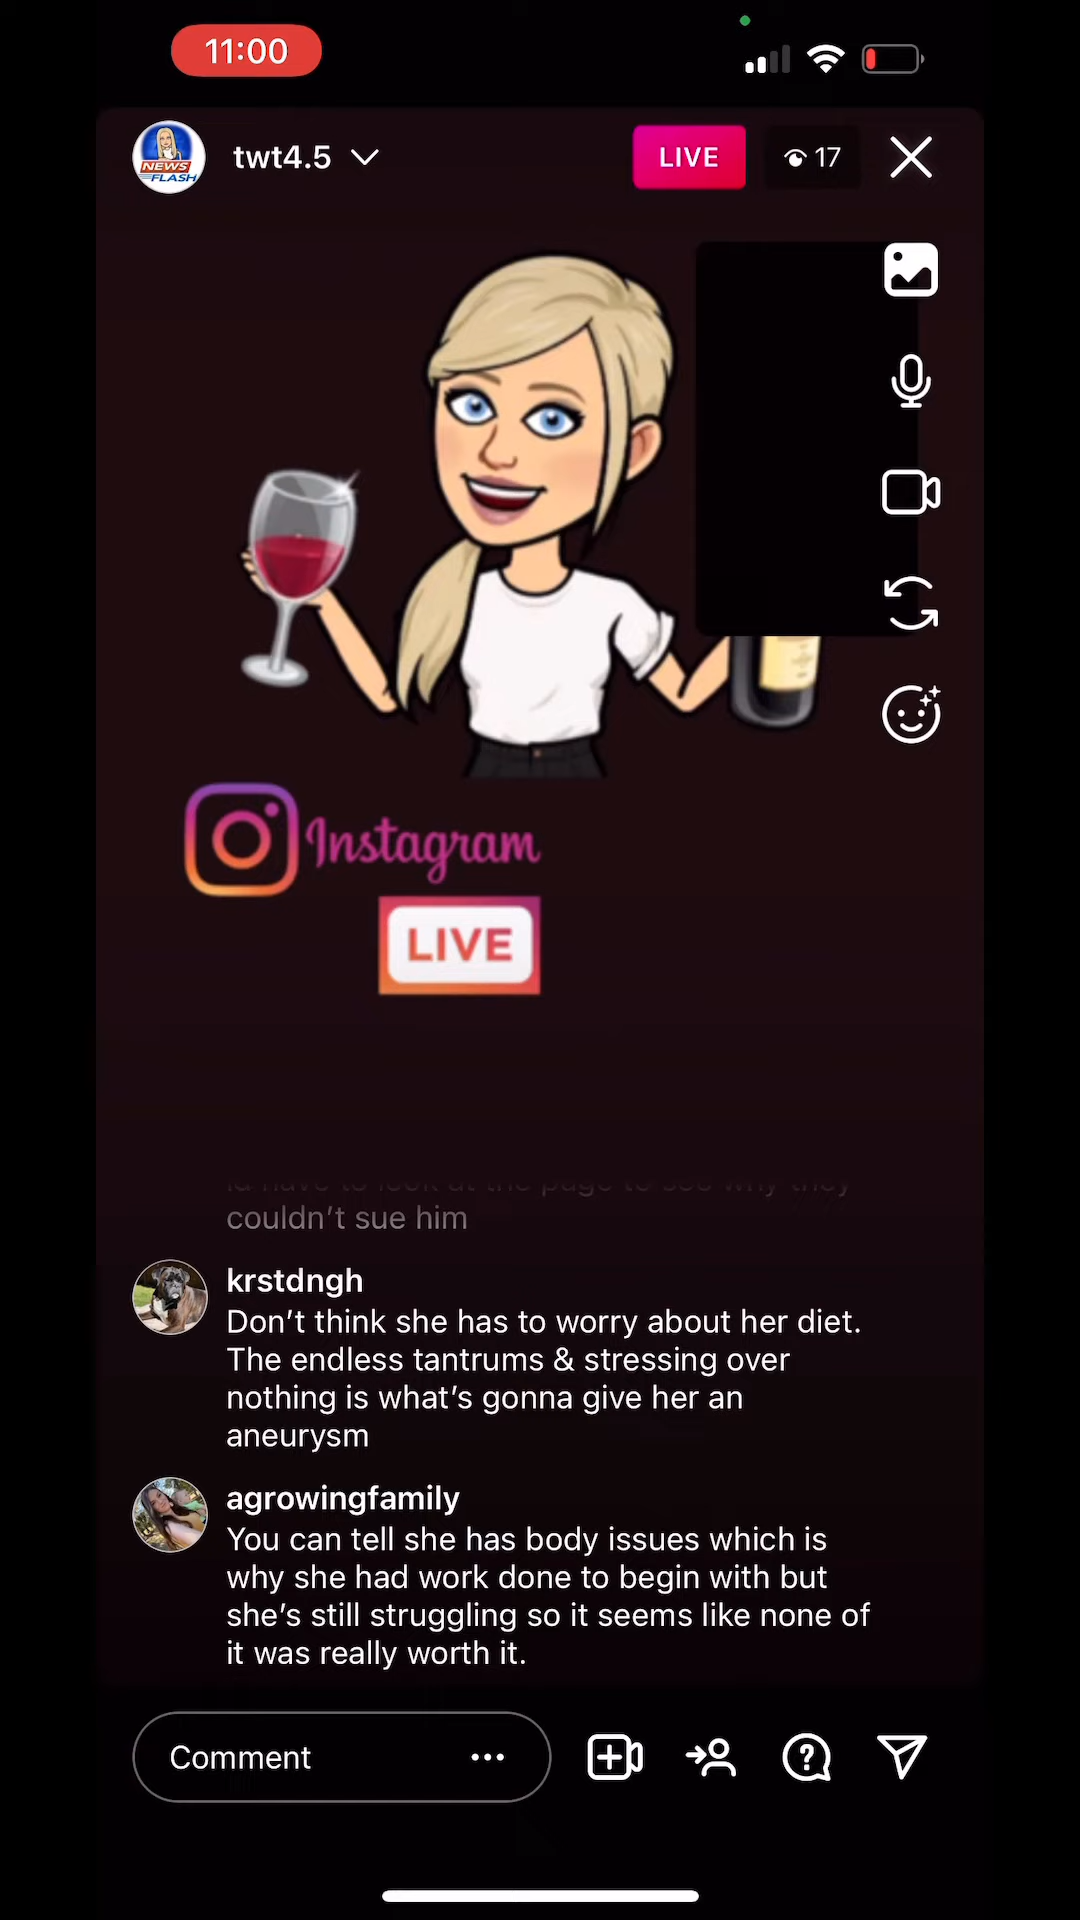 11:00
NEWS
FLASH
twt4.5
LIVE
17
Instagram
LIVE
couldn't sue him
krstdngh
Don't think she has to worry about her diet.
The endless tantrums & stressing over
nothing is what's gonna give her an
aneurysm
agrowingfamily
You can tell she has body issues which is
why she had work done to begin with but
she's still struggling so it seems like none of
it was really worth it.
Comment